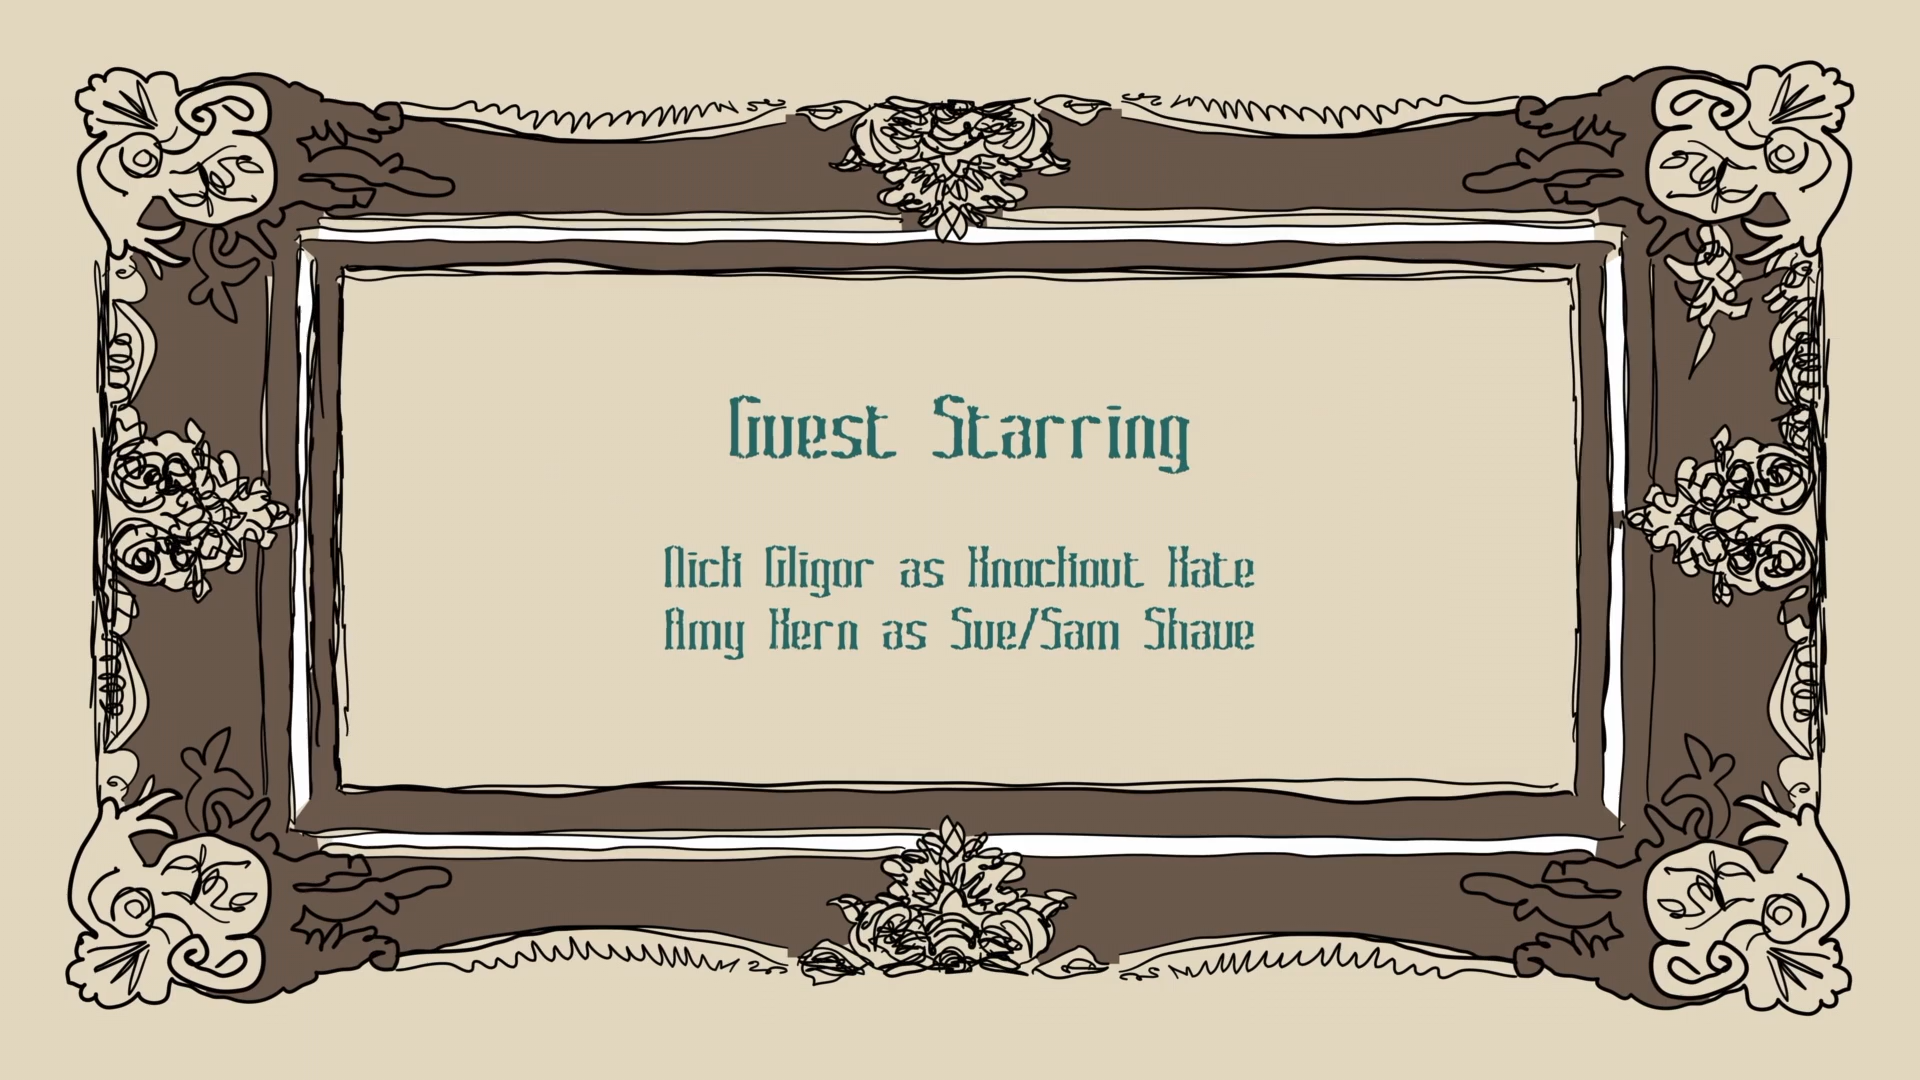 Guest Starring
Nick Gligor as Knockout Kate
Amy Kern as Sue/Sam Shave